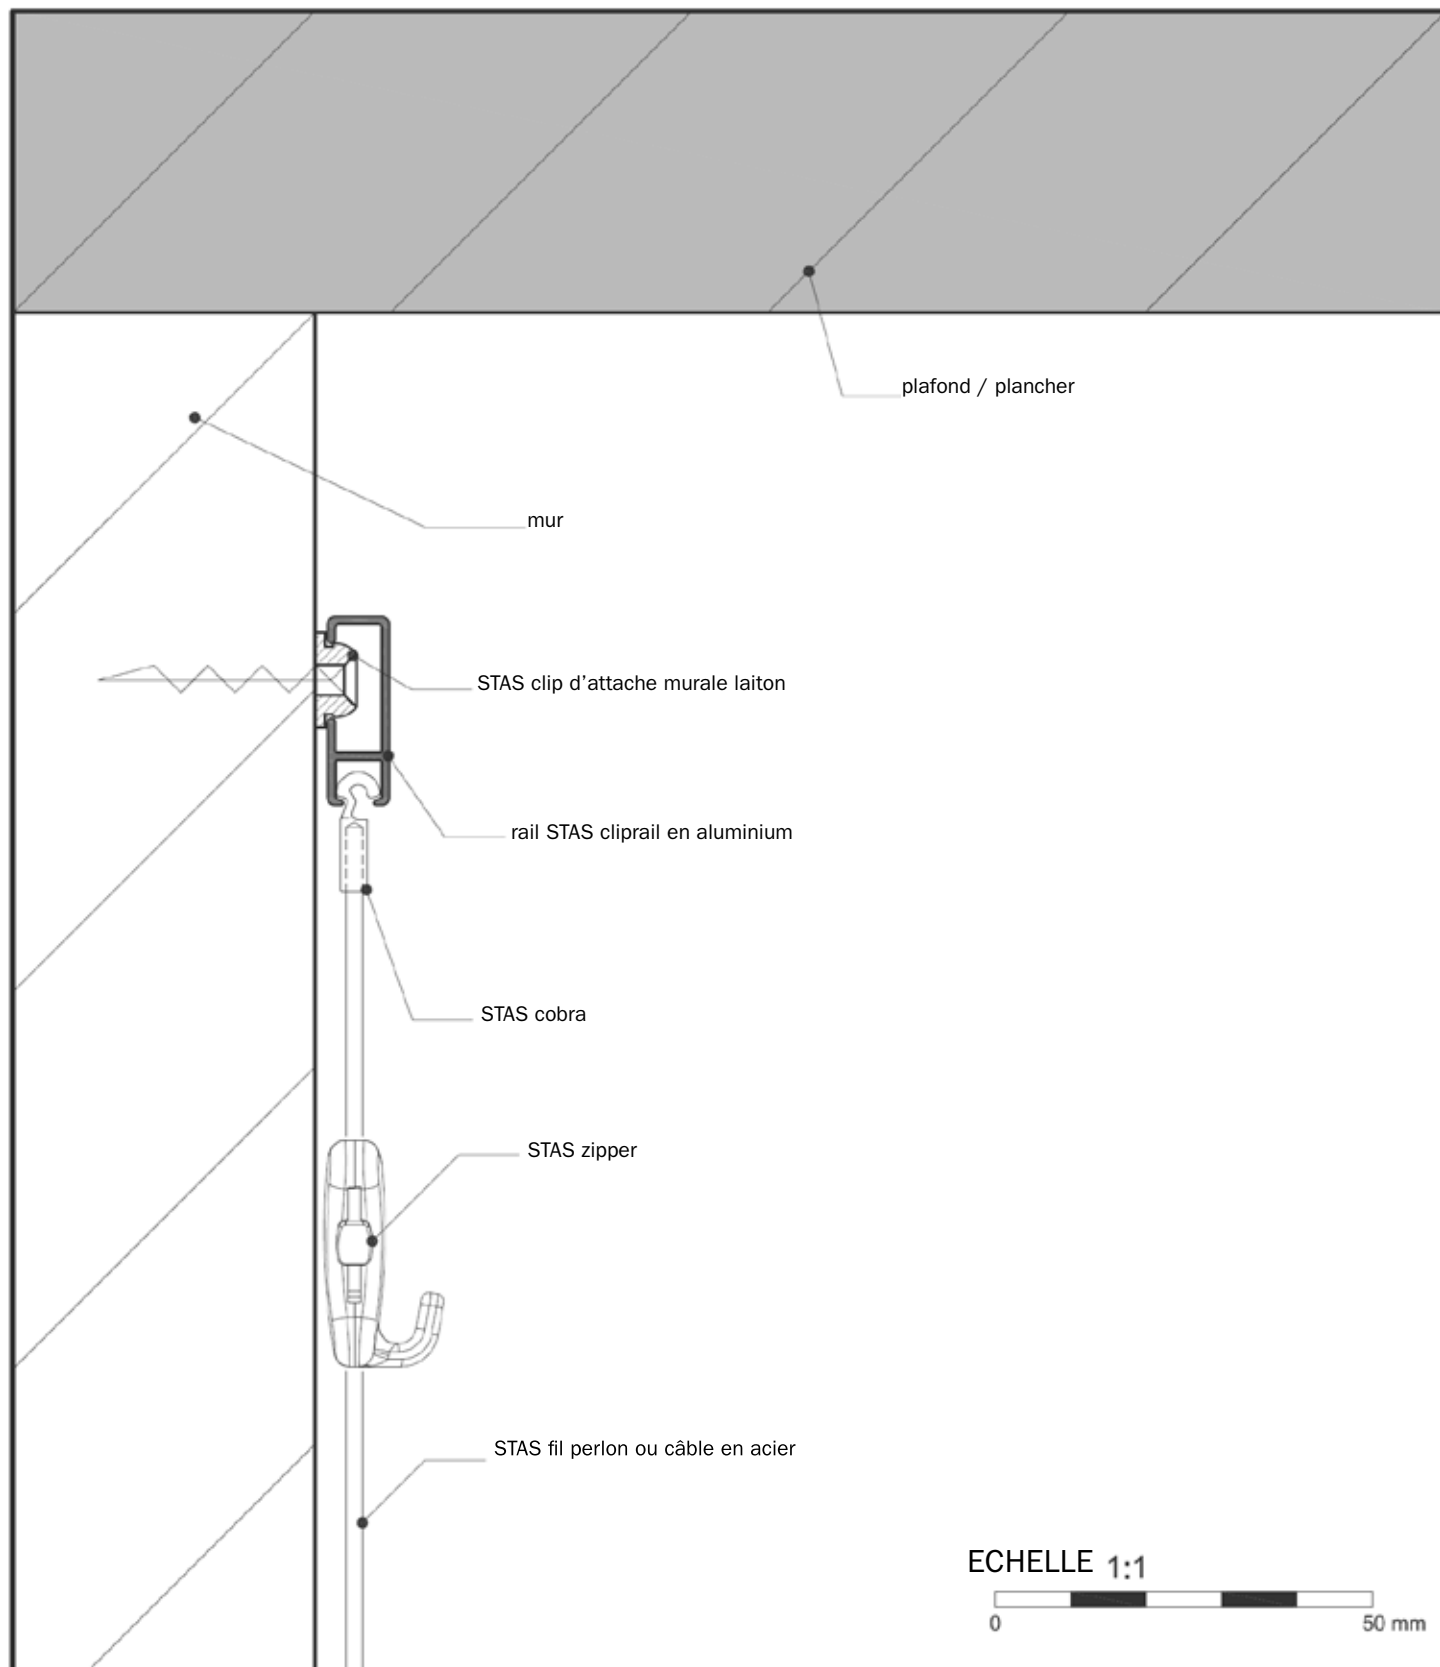 plafond / plancher
mur
STAS clip d'attache murale laiton
rail STAS cliprail en aluminium
STAS cobra
STAS zipper
STAS fil perlon ou câble en acier
ECHELLE 1:1
0 50 mm